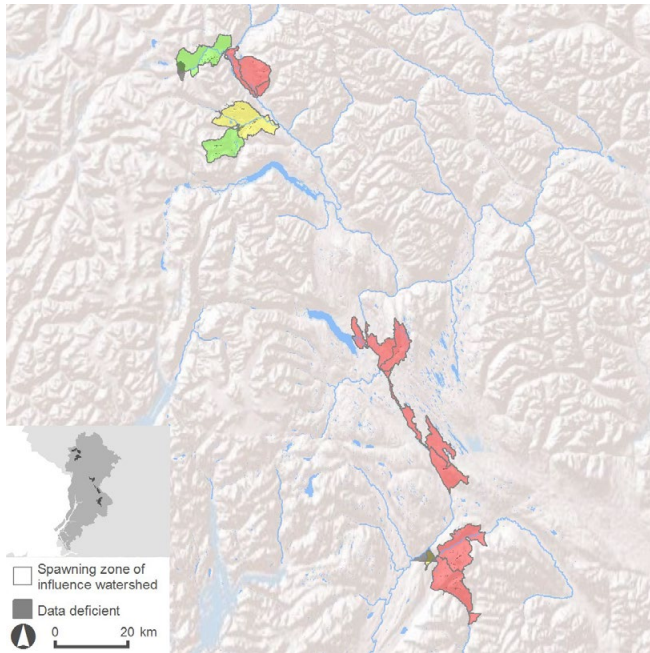 Spawning zone of
influence watershed
Data deficient
0 20 km